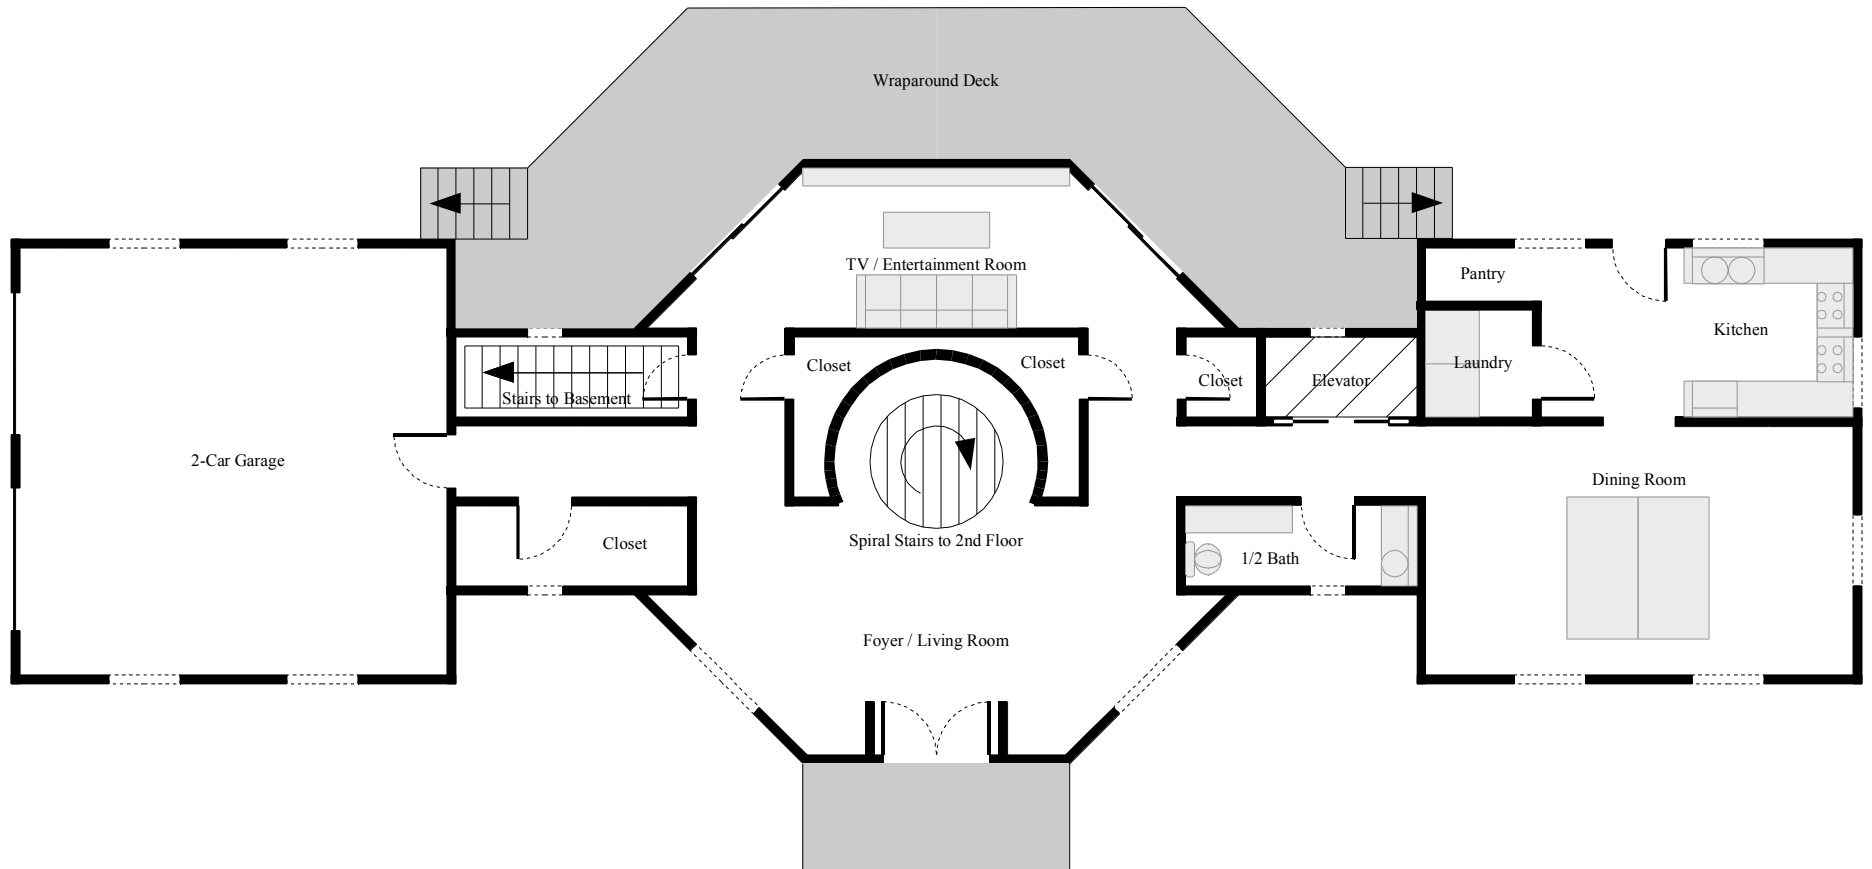 Wraparound Deck
TV / Entertainment Room
Pantry
Kitchen
Closet
Closet
Laundry
Closet
Elevator
Stairs to Basement
2-Car Garage
Dining Room
Spiral Stairs to 2nd Floor
Closet
1/2 Bath
Foyer / Living Room